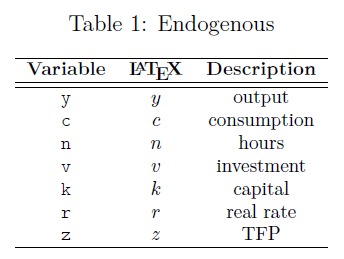 Table 1: Endogenous
Variable LATEX Description
y y output
c c consumption
n n hours
v v investment
k k capital
r r real rate
z z TFP